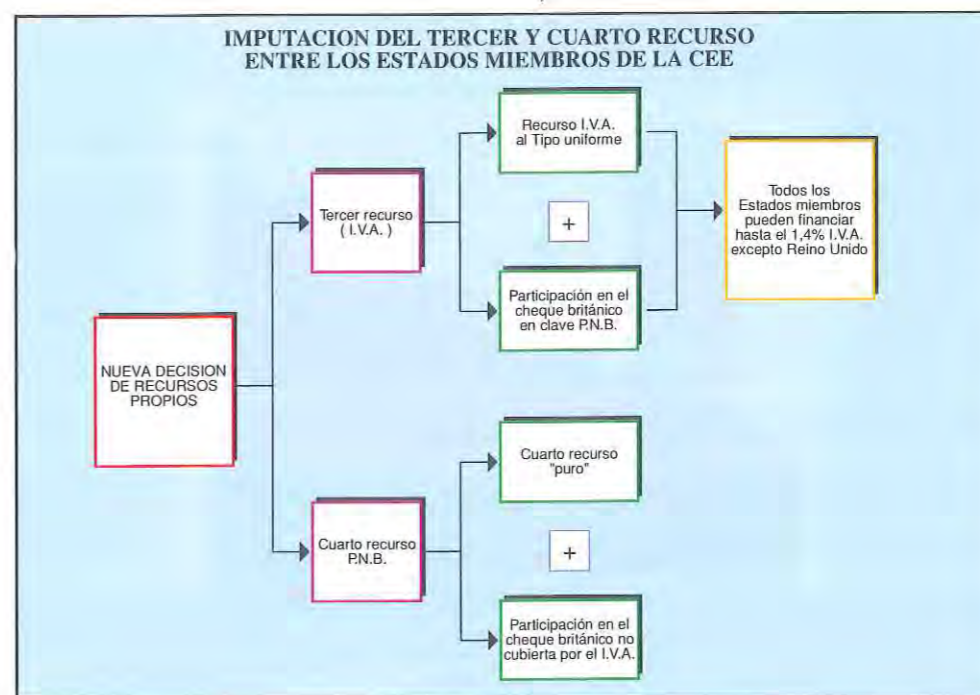 IMPUTACION DEL TERCER Y CUARTO RECURSO
ENTRE LOS ESTADOS MIEMBROS DE LA CEE
Recurso I.V.A.
al Tipo uniforme
Tercer recurso
( I.V.A. )
+
Todos los
Estados miembros
pueden financiar
hasta el 1,4% I.V.A.
excepto Reino Unido
Participación en el
cheque británico
en clave P.N.B.
NUEVA DECISION
DE RECURSOS
PROPIOS
Cuarto recurso
"puro"
Cuarto recurso
P.N.B.
+
Participación en el
cheque británico no
cubierta por el I.V.A.